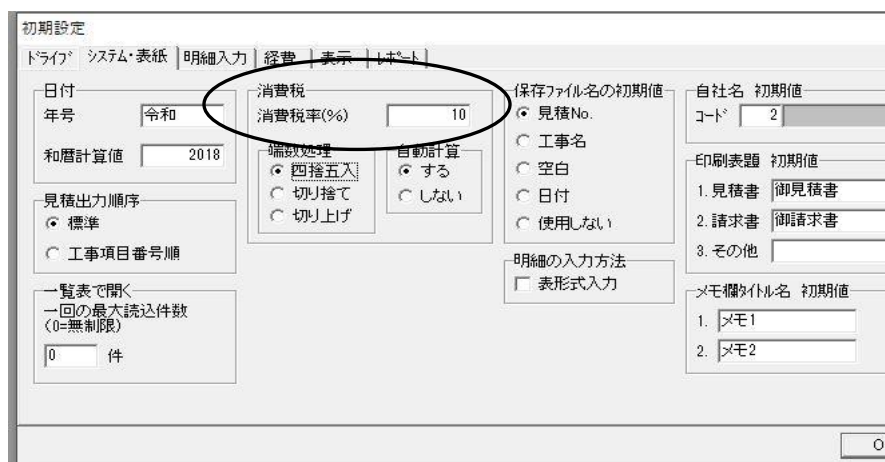 初期設定
ドライブ システム・表紙 明細入力 経費 表示 レポート
日付
年号 令和
和暦計算値 2018
見積出力順序
標準
工事項目番号順
一覧表で開く
一回の最大読込件数
(0=無制限)
0 件
消費税
消費税率(%) 10
端数処理
四捨五入
切り捨て
切り上げ
自動計算
する
しない
保存ファイル名の初期値
見積No.
工事名
空白
日付
使用しない
明細の入力方法
表形式入力
自社名 初期値
コード 2
印刷表題 初期値
1.見積書 御見積書
2.請求書 御請求書
3.その他
メモ欄タイトル名 初期値
1. メモ1
2. メモ2